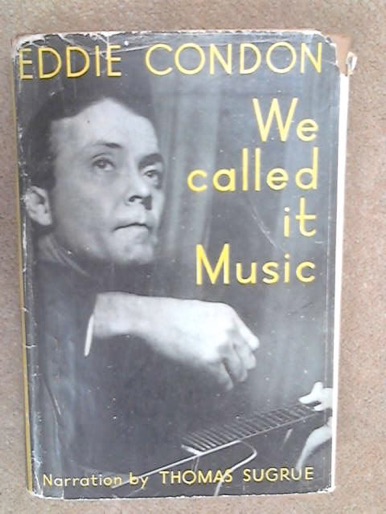 EDDIE CONDON
We
called
it
Music
Narration by THOMAS SUGRUE